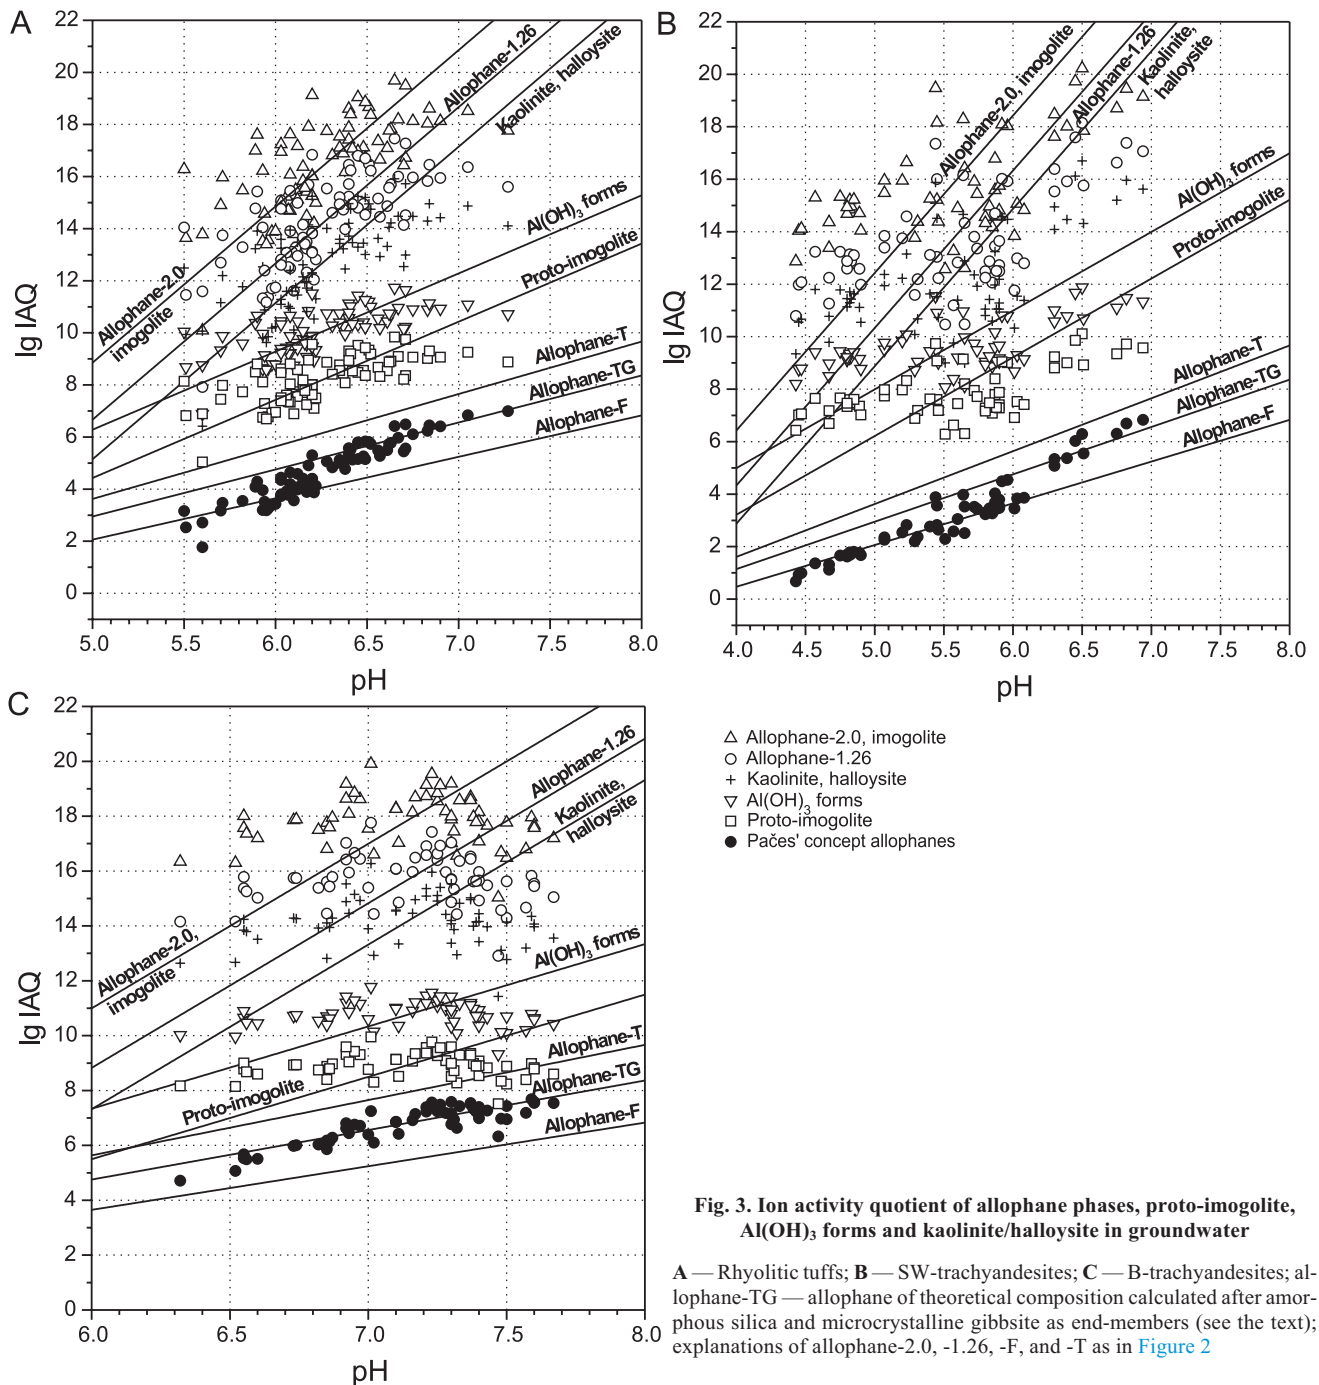 A
22
20
18
16
14
12
10
8
6
4
2
0
lg IAQ
5.0 5.5 6.0 6.5 7.0 7.5 8.0
pH
Allophane-2.0
imogolite
Allophane-1.26
Kaolinite, halloysite
Al(OH)3 forms
Proto-imogolite
Allophane-T
Allophane-TG
Allophane-F
B
22
20
18
16
14
12
10
8
6
4
2
0
lg IAQ
4.0 4.5 5.0 5.5 6.0 6.5 7.0 7.5 8.0
pH
Allophane-2.0, imogolite
Allophane-1.26
Kaolinite,
halloysite
Al(OH)3 forms
Proto-imogolite
Allophane-T
Allophane-TG
Allophane-F
C
22
20
18
16
14
12
10
8
6
4
2
0
lg IAQ
6.0 6.5 7.0 7.5 8.0
pH
Allophane-2.0,
imogolite
Allophane-1.26
Kaolinite,
halloysite
Al(OH)3 forms
Proto-imogolite
Allophane-T
Allophane-TG
Allophane-F
Allophane-2.0, imogolite
Allophane-1.26
Kaolinite, halloysite
Al(OH)3 forms
Proto-imogolite
Pačes' concept allophanes
Fig. 3. Ion activity quotient of allophane phases, proto-imogolite,
Al(OH)3 forms and kaolinite/halloysite in groundwater
A — Rhyolitic tuffs; B — SW-trachyandesites; C — B-trachyandesites; al-
lophane-TG — allophane of theoretical composition calculated after amor-
phous silica and microcrystalline gibbsite as end-members (see the text);
explanations of allophane-2.0, -1.26, -F, and -T as in Figure 2